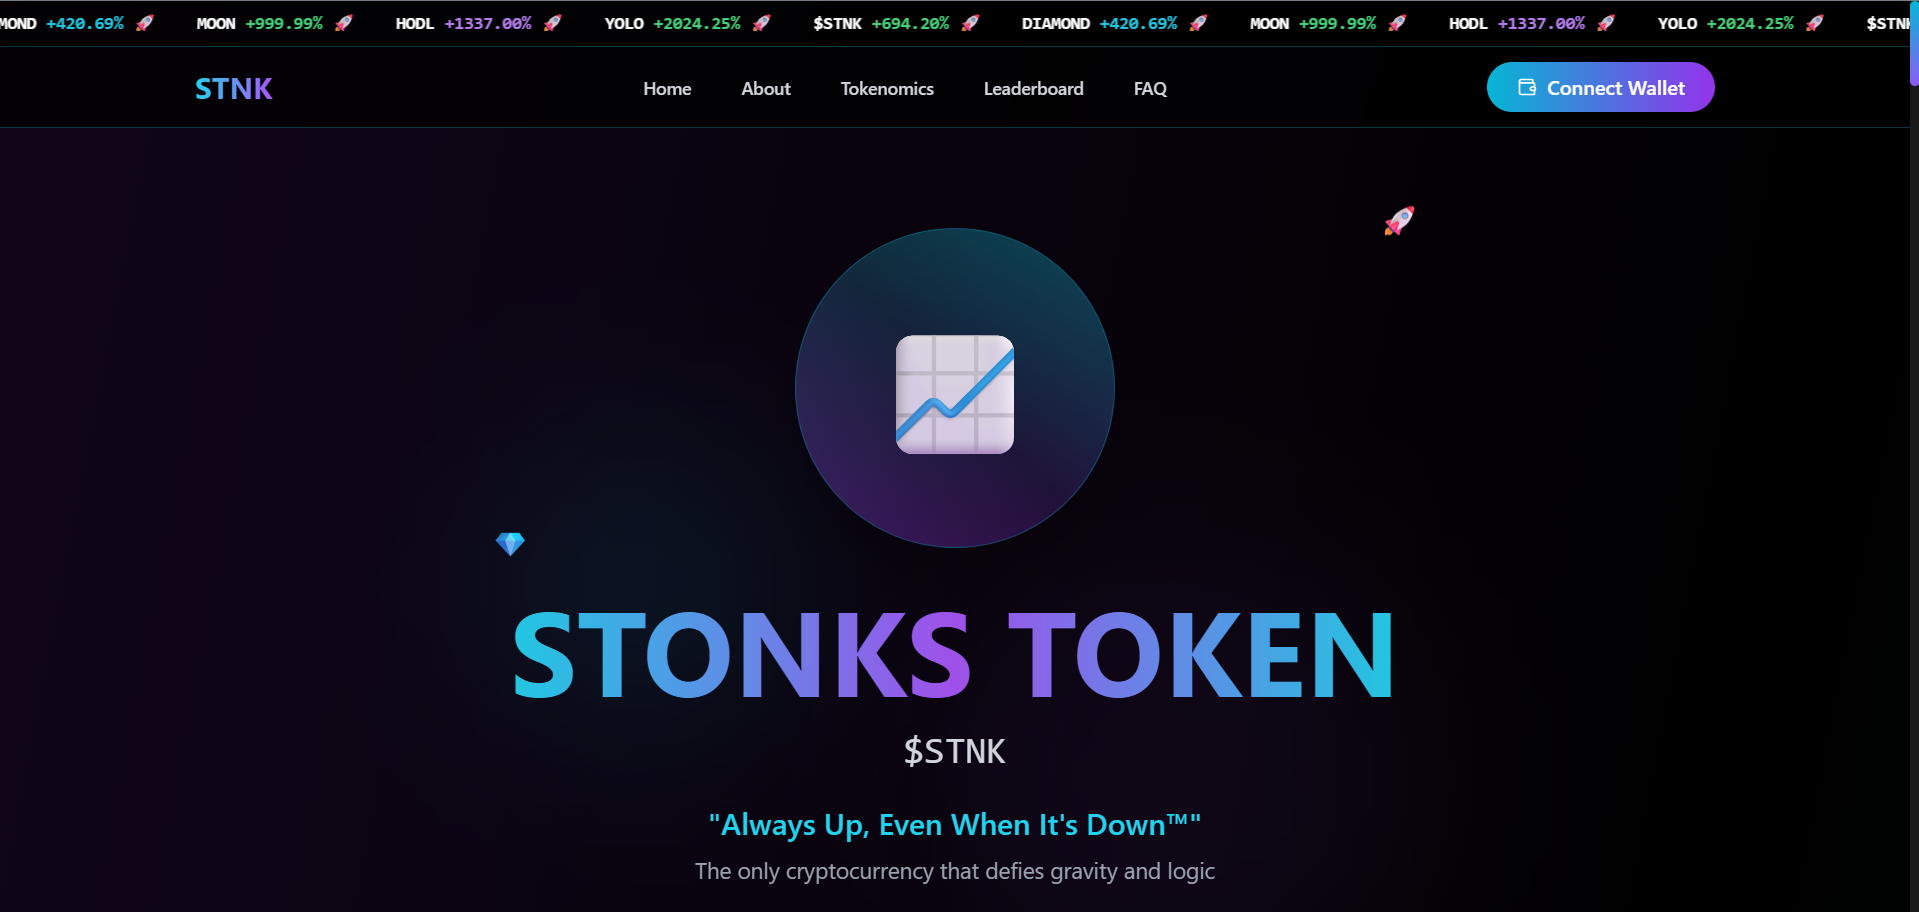 MOND +420.69% 🚀 MOON +999.99% 🚀 HODL +1337.00% 🚀 YOLO +2024.25% 🚀 $STNK +694.20% 🚀 DIAMOND +420.69% 🚀 MOON +999.99% 🚀 HODL +1337.00% 🚀 YOLO +2024.25% 🚀 $STNK
STNK Home About Tokenomics Leaderboard FAQ Connect Wallet
STONKS TOKEN
$STNK
"Always Up, Even When It's Down™"
The only cryptocurrency that defies gravity and logic